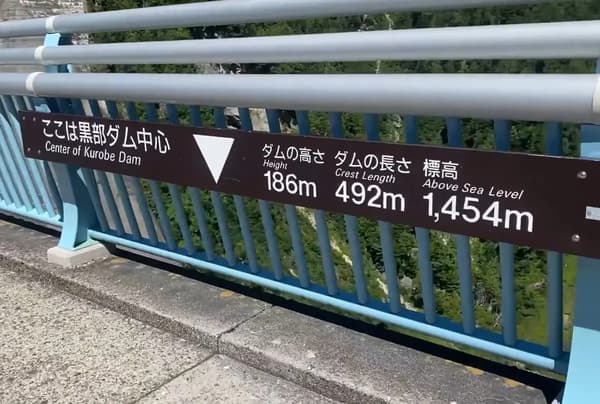 ここは黒部ダム中心
Center of Kurobe Dam
ダムの高さ
Height
186m
ダムの長さ
Crest Length
492m
標高
Above Sea Level
1,454m